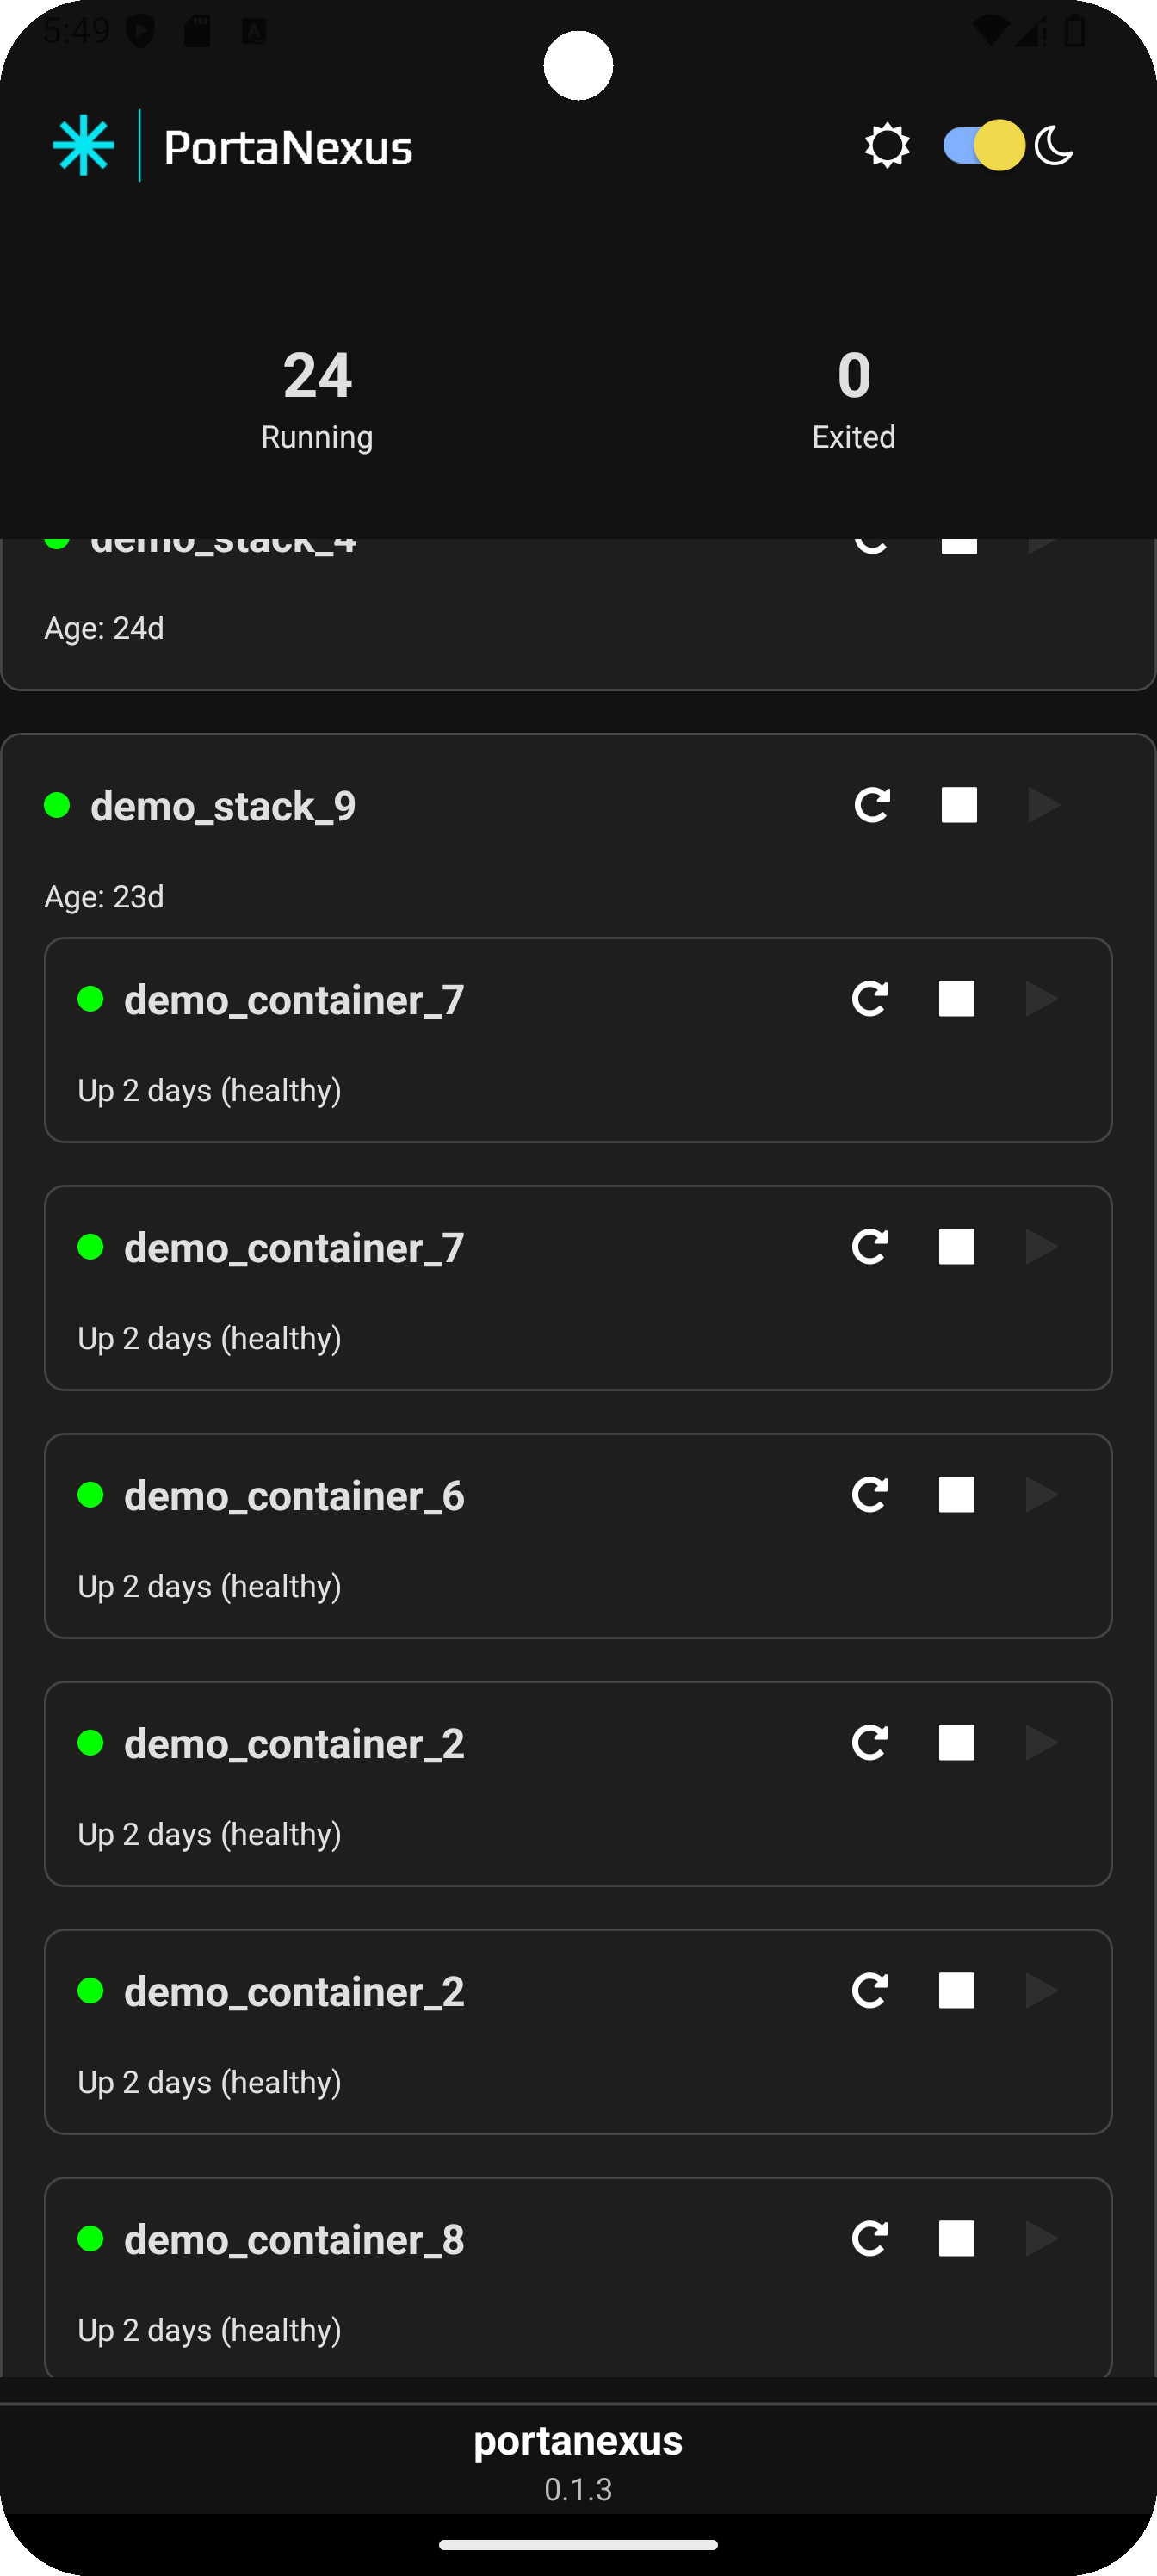 5:49
PortaNexus
24
Running
0
Exited
demo_stack_4
Age: 24d
demo_stack_9
Age: 23d
demo_container_7
Up 2 days (healthy)
demo_container_7
Up 2 days (healthy)
demo_container_6
Up 2 days (healthy)
demo_container_2
Up 2 days (healthy)
demo_container_2
Up 2 days (healthy)
demo_container_8
Up 2 days (healthy)
portanexus
0.1.3